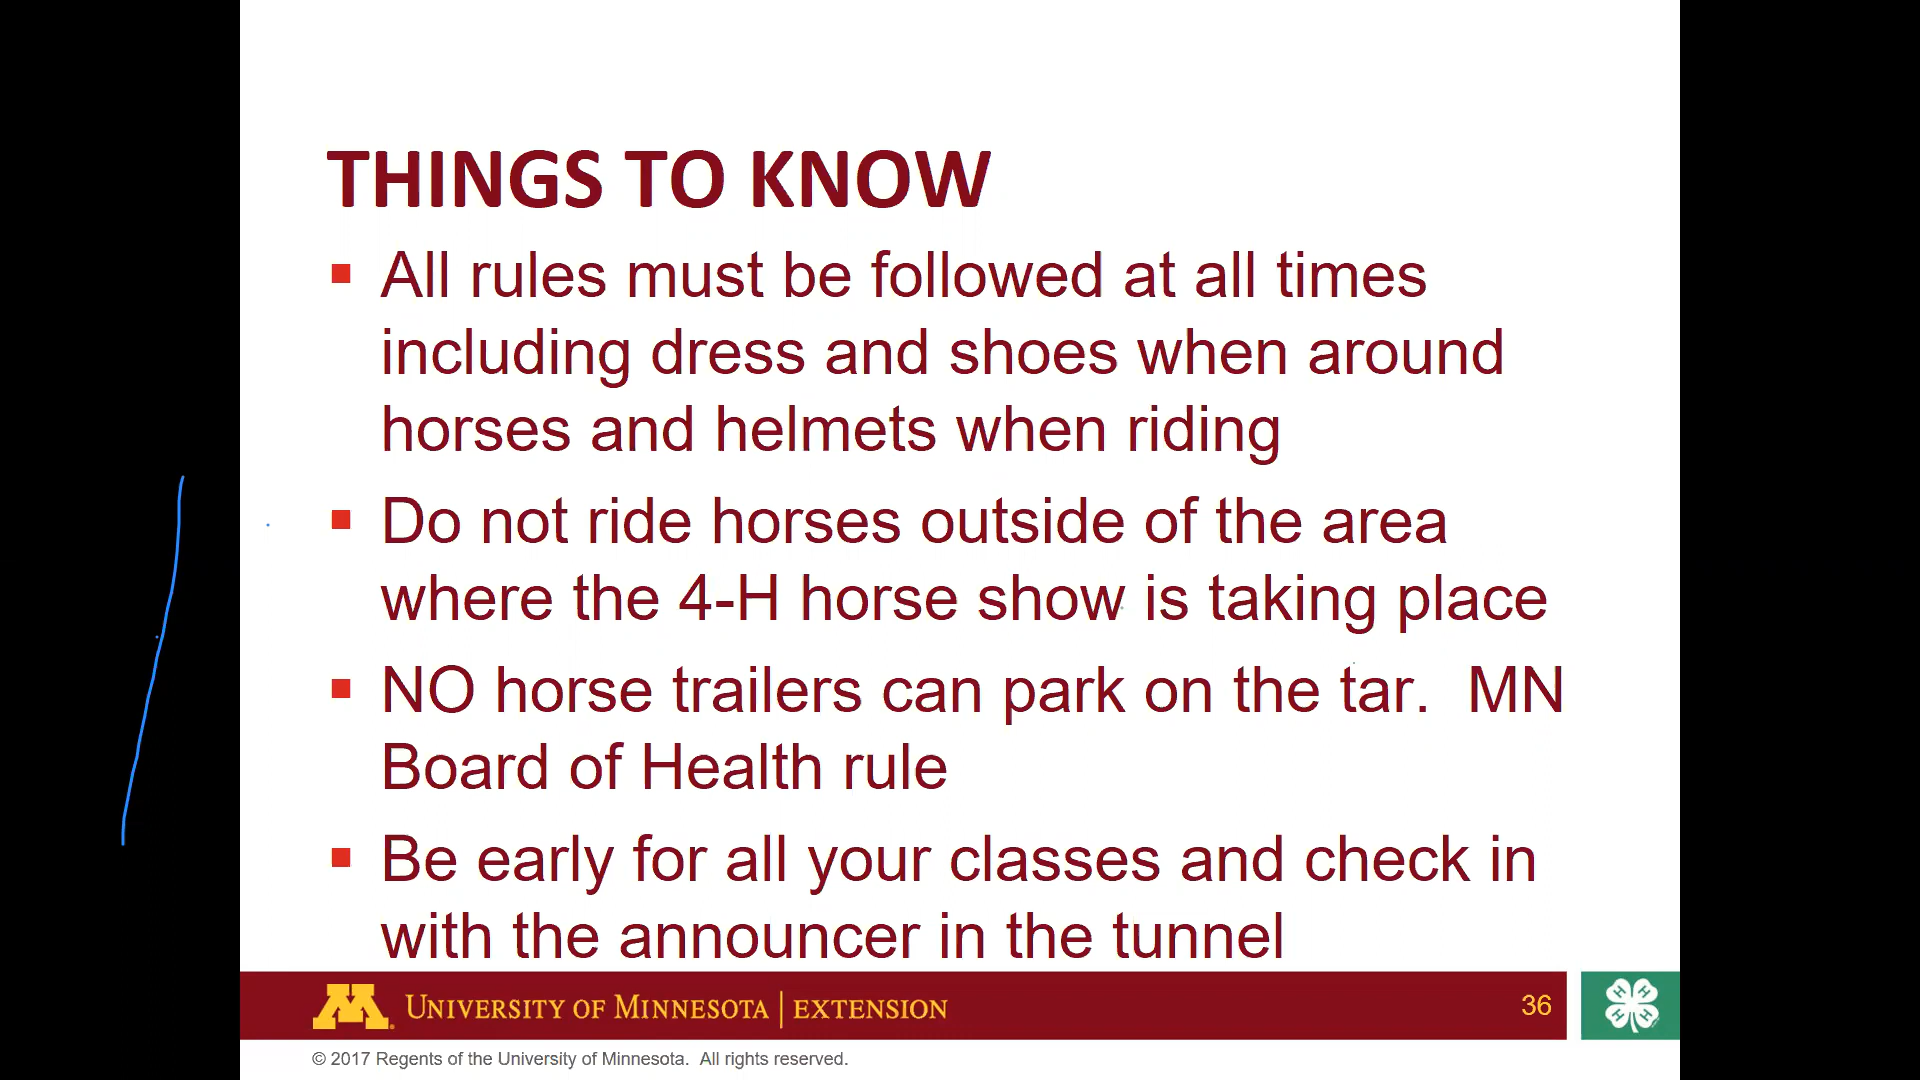 THINGS TO KNOW
All rules must be followed at all times
including dress and shoes when around
horses and helmets when riding
Do not ride horses outside of the area
where the 4-H horse show is taking place
NO horse trailers can park on the tar.  MN
Board of Health rule
Be early for all your classes and check in
with the announcer in the tunnel
M UNIVERSITY OF MINNESOTA | EXTENSION
36
H H H H
© 2017 Regents of the University of Minnesota.  All rights reserved.